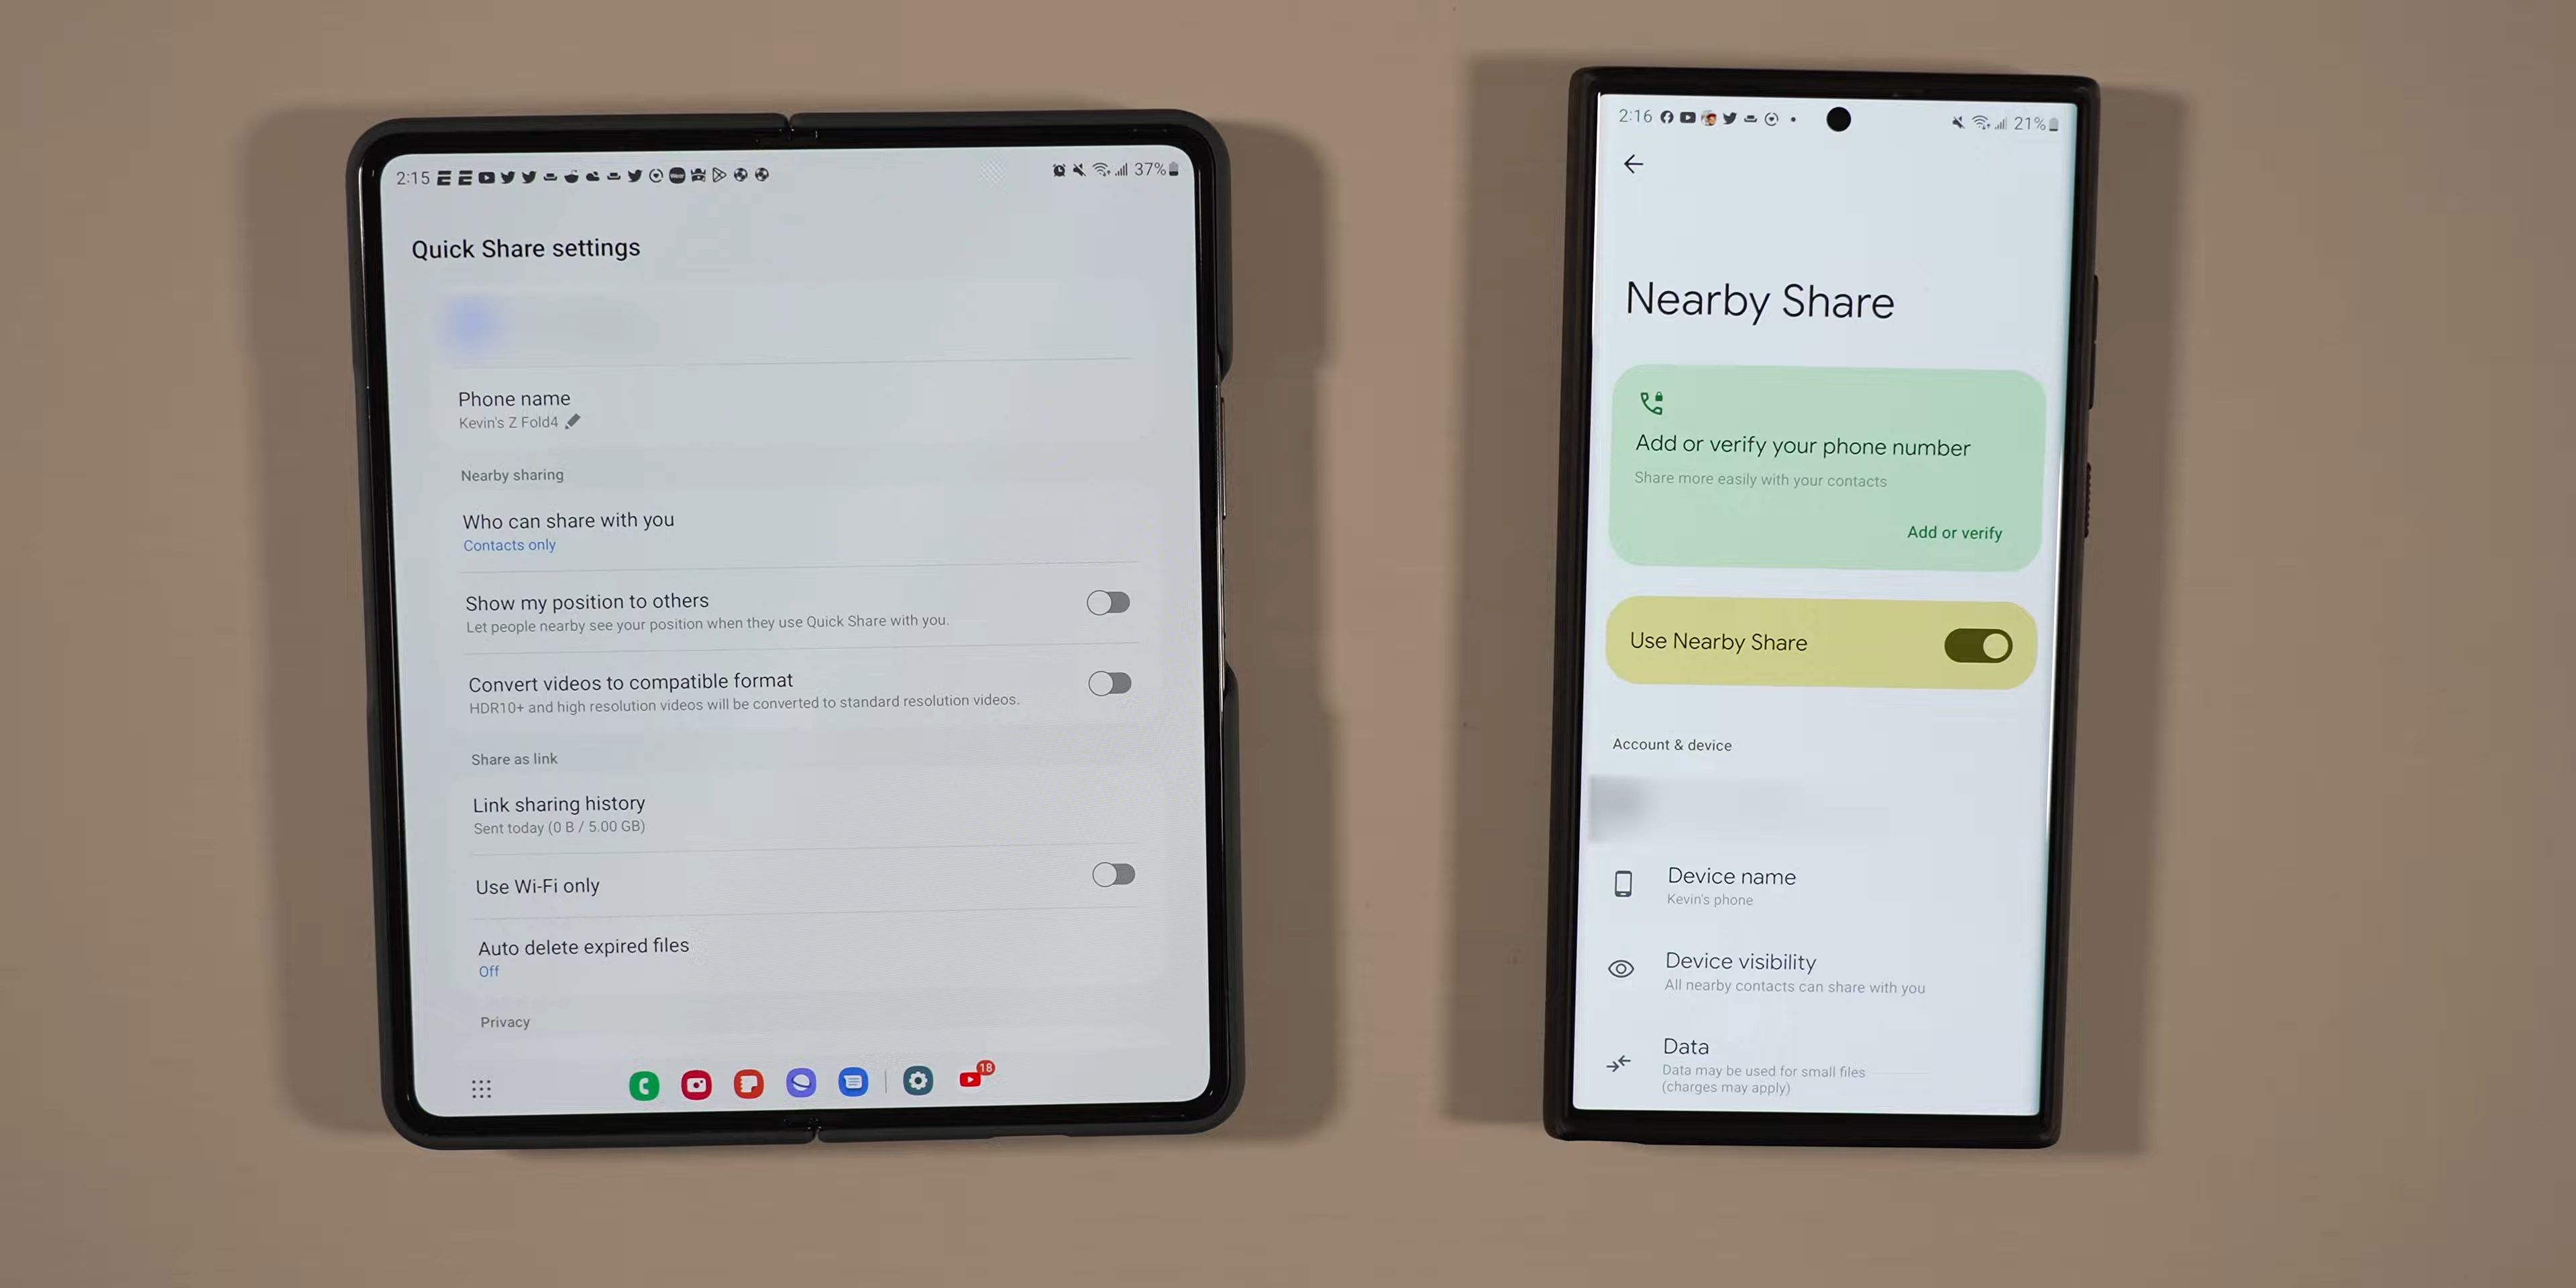 2:15
37%
Quick Share settings
Phone name
Kevin's Z Fold4
Nearby sharing
Who can share with you
Contacts only
Show my position to others
Let people nearby see your position when they use Quick Share with you.
Convert videos to compatible format
HDR10+ and high resolution videos will be converted to standard resolution videos.
Share as link
Link sharing history
Sent today (0 B / 5.00 GB)
Use Wi-Fi only
Auto delete expired files
Off
Privacy
18
2:16
21%
Nearby Share
Add or verify your phone number
Share more easily with your contacts
Add or verify
Use Nearby Share
Account & device
Device name
Kevin's phone
Device visibility
All nearby contacts can share with you
Data
Data may be used for small files
(charges may apply)